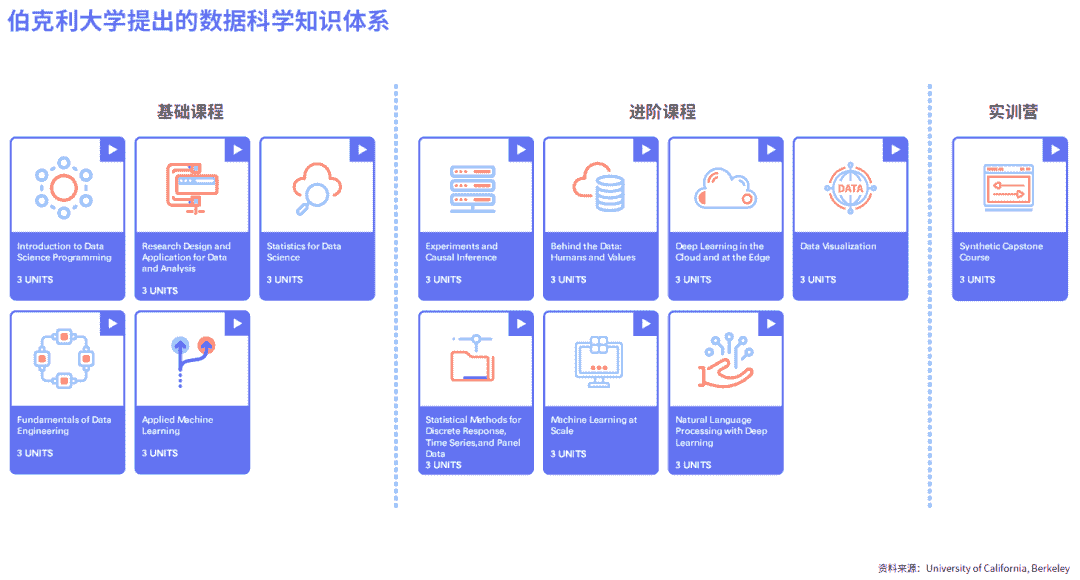 伯克利大学提出的数据科学知识体系
基础课程
Introduction to Data
Science Programming
3 UNITS
Research Design and
Application for Data
and Analysis
3 UNITS
Statistics for Data
Science
3 UNITS
Fundamentals of Data
Engineering
3 UNITS
Applied Machine
Learning
3 UNITS
进阶课程
Experiments and
Causal Inference
3 UNITS
Behind the Data:
Humans and Values
3 UNITS
Deep Learning in the
Cloud and at the Edge
3 UNITS
DATA
Data Visualization
3 UNITS
Statistical Methods for
Discrete Response,
Time Series,and Panel
Data
3 UNITS
Machine Learning at
Scale
3 UNITS
Natural Language
Processing with Deep
Learning
3 UNITS
实训营
Synthetic Capstone
Course
3 UNITS
资料来源：University of California, Berkeley